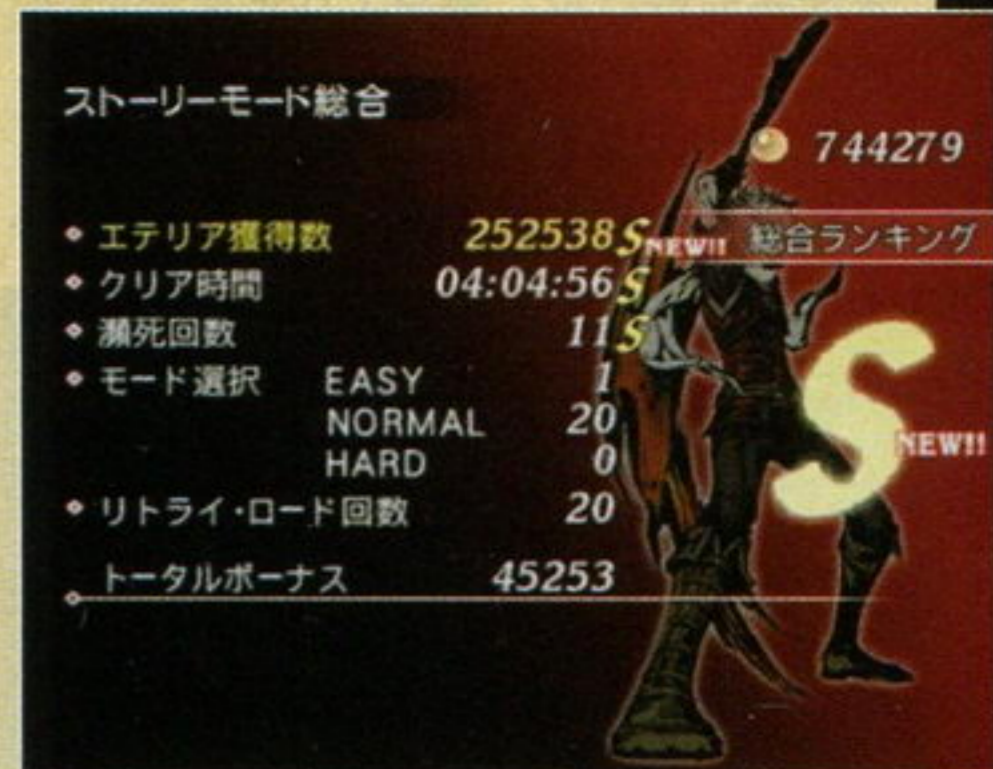 ストーリーモード総合
744279
エテリア獲得数 252538 S NEW!! 総合ランキング
クリア時間 04:04:56 S
瀕死回数 11 S
モード選択 EASY 1
NORMAL 20
HARD 0
S NEW!!
リトライ・ロード回数 20
トータルボーナス 45253